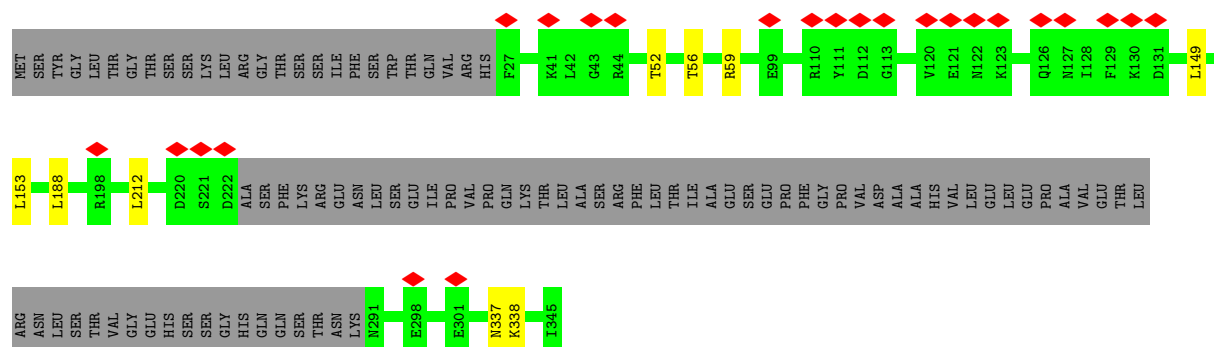 MET SER TYR GLY LEU THR GLY THR SER SER LYS LEU ARG GLY THR SER SER ILE PHE SER TRP THR GLN VAL ARG HIS F27 K41 L42 G43 R44 T52 T56 R59 E99 R110 Y111 D112 G113 V120 E121 N122 K123 Q126 N127 I128 F129 K130 D131 L149
L153 L188 R198 L212 D220 S221 D222 ALA SER PHE LYS ARG GLU ASN LEU SER GLU ILE PRO VAL PRO GLN LYS THR LEU ALA SER ARG PHE LEU THR ILE ALA GLU SER GLU PRO PHE GLY PRO VAL ASP ALA ALA HIS VAL LEU GLU LEU GLU PRO ALA VAL GLU THR LEU
ARG ASN LEU SER THR VAL GLY GLU HIS SER SER GLY HIS GLN GLN SER THR ASN LYS N291 E298 E301 N337 K338 I345